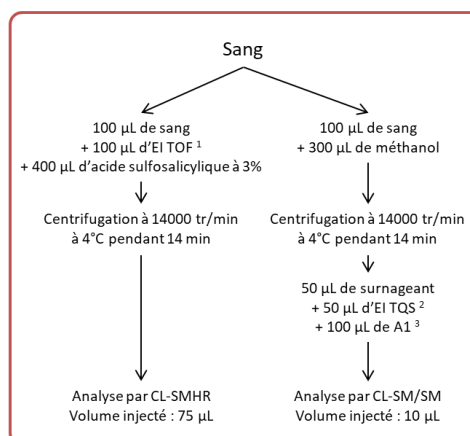 Sang
100 µL de sang
+ 100 µL d’EI TOF ¹
+ 400 µL d’acide sulfosalicylique à 3%
Centrifugation à 14000 tr/min
à 4°C pendant 14 min
Analyse par CL-SMHR
Volume injecté : 75 µL
100 µL de sang
+ 300 µL de méthanol
Centrifugation à 14000 tr/min
à 4°C pendant 14 min
50 µL de surnageant
+ 50 µL d’EI TQS ²
+ 100 µL de A1 ³
Analyse par CL-SM/SM
Volume injecté : 10 µL